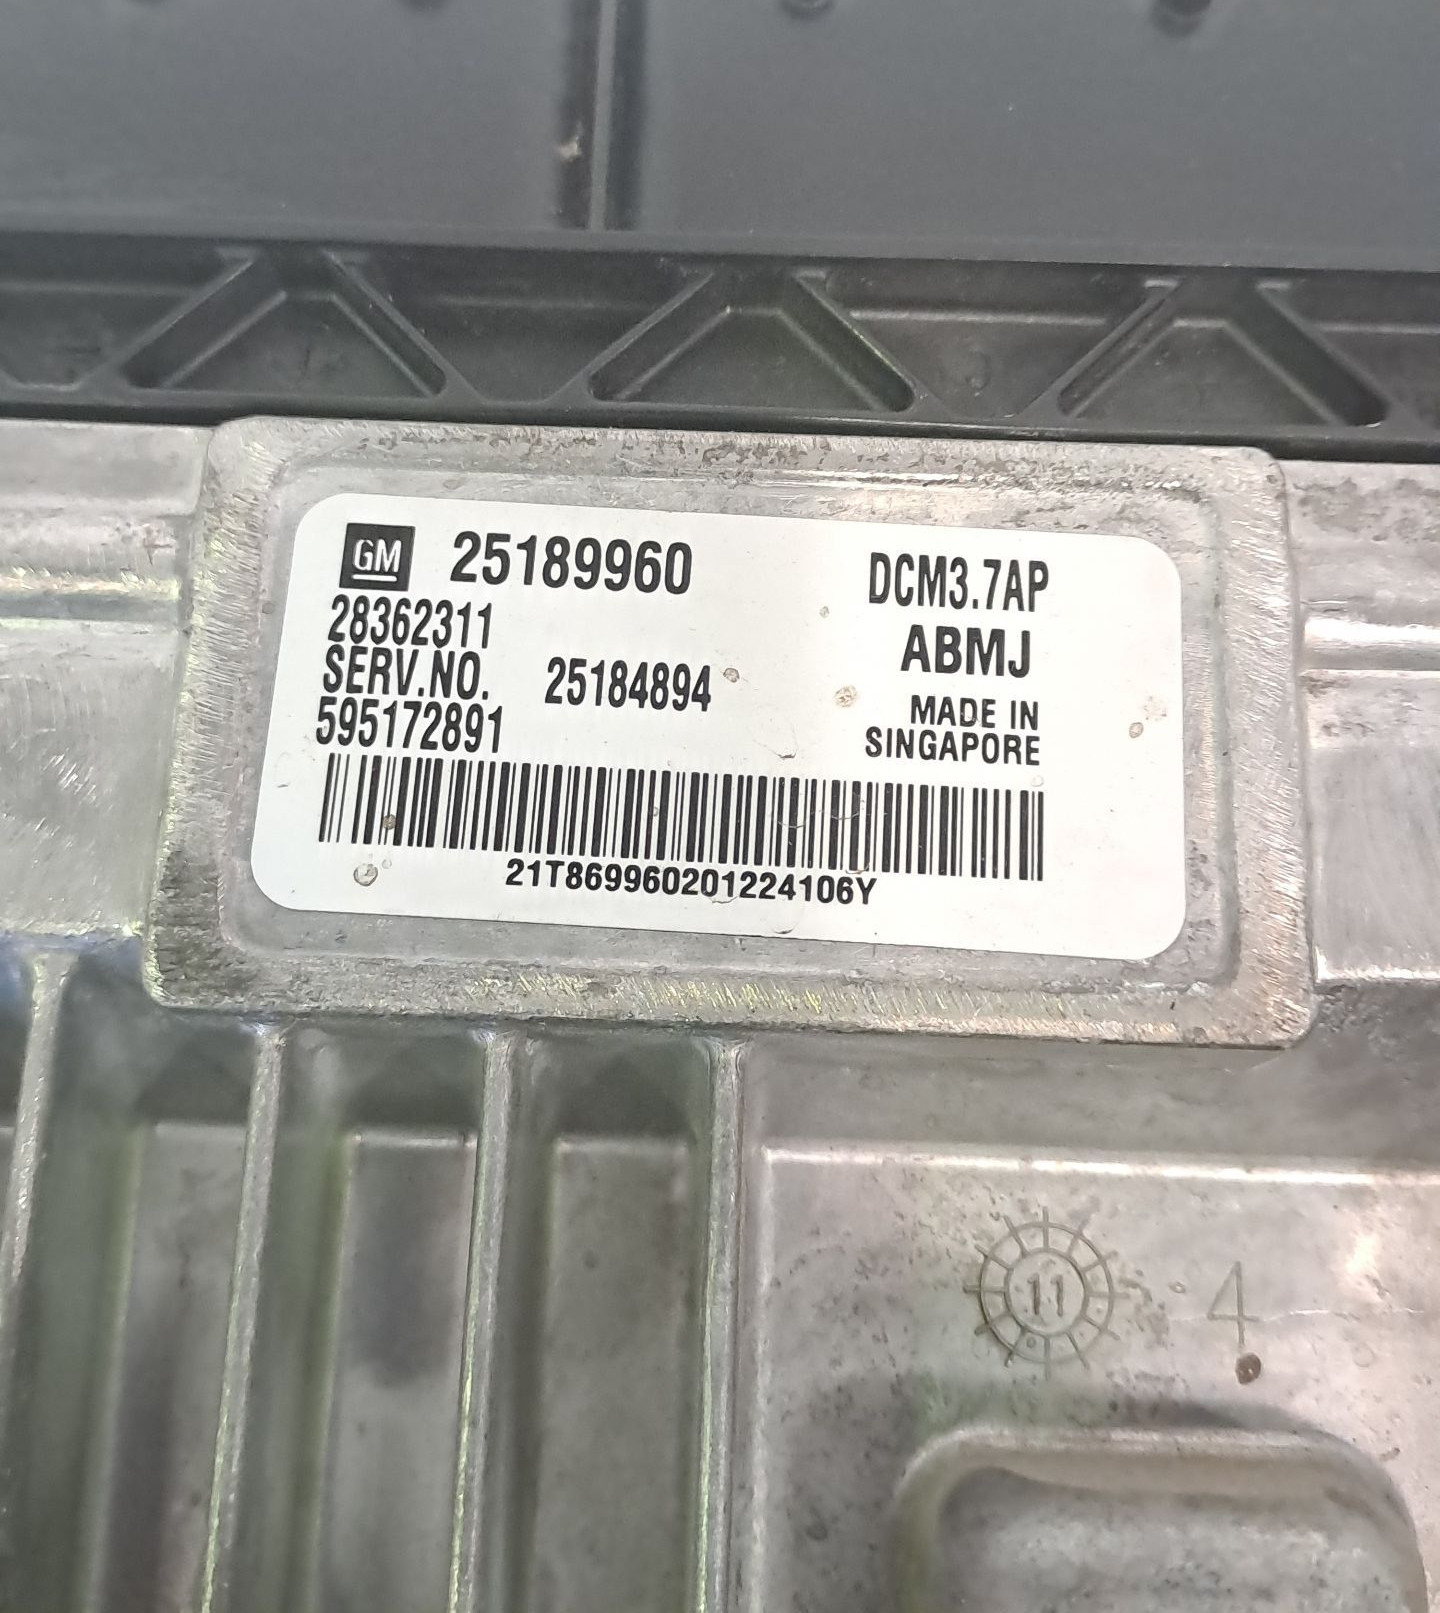 GM 25189960 DCM3.7AP
28362311 ABMJ
SERV.NO. 25184894
595172891 MADE IN
SINGAPORE
21T869960201224106Y
11 4